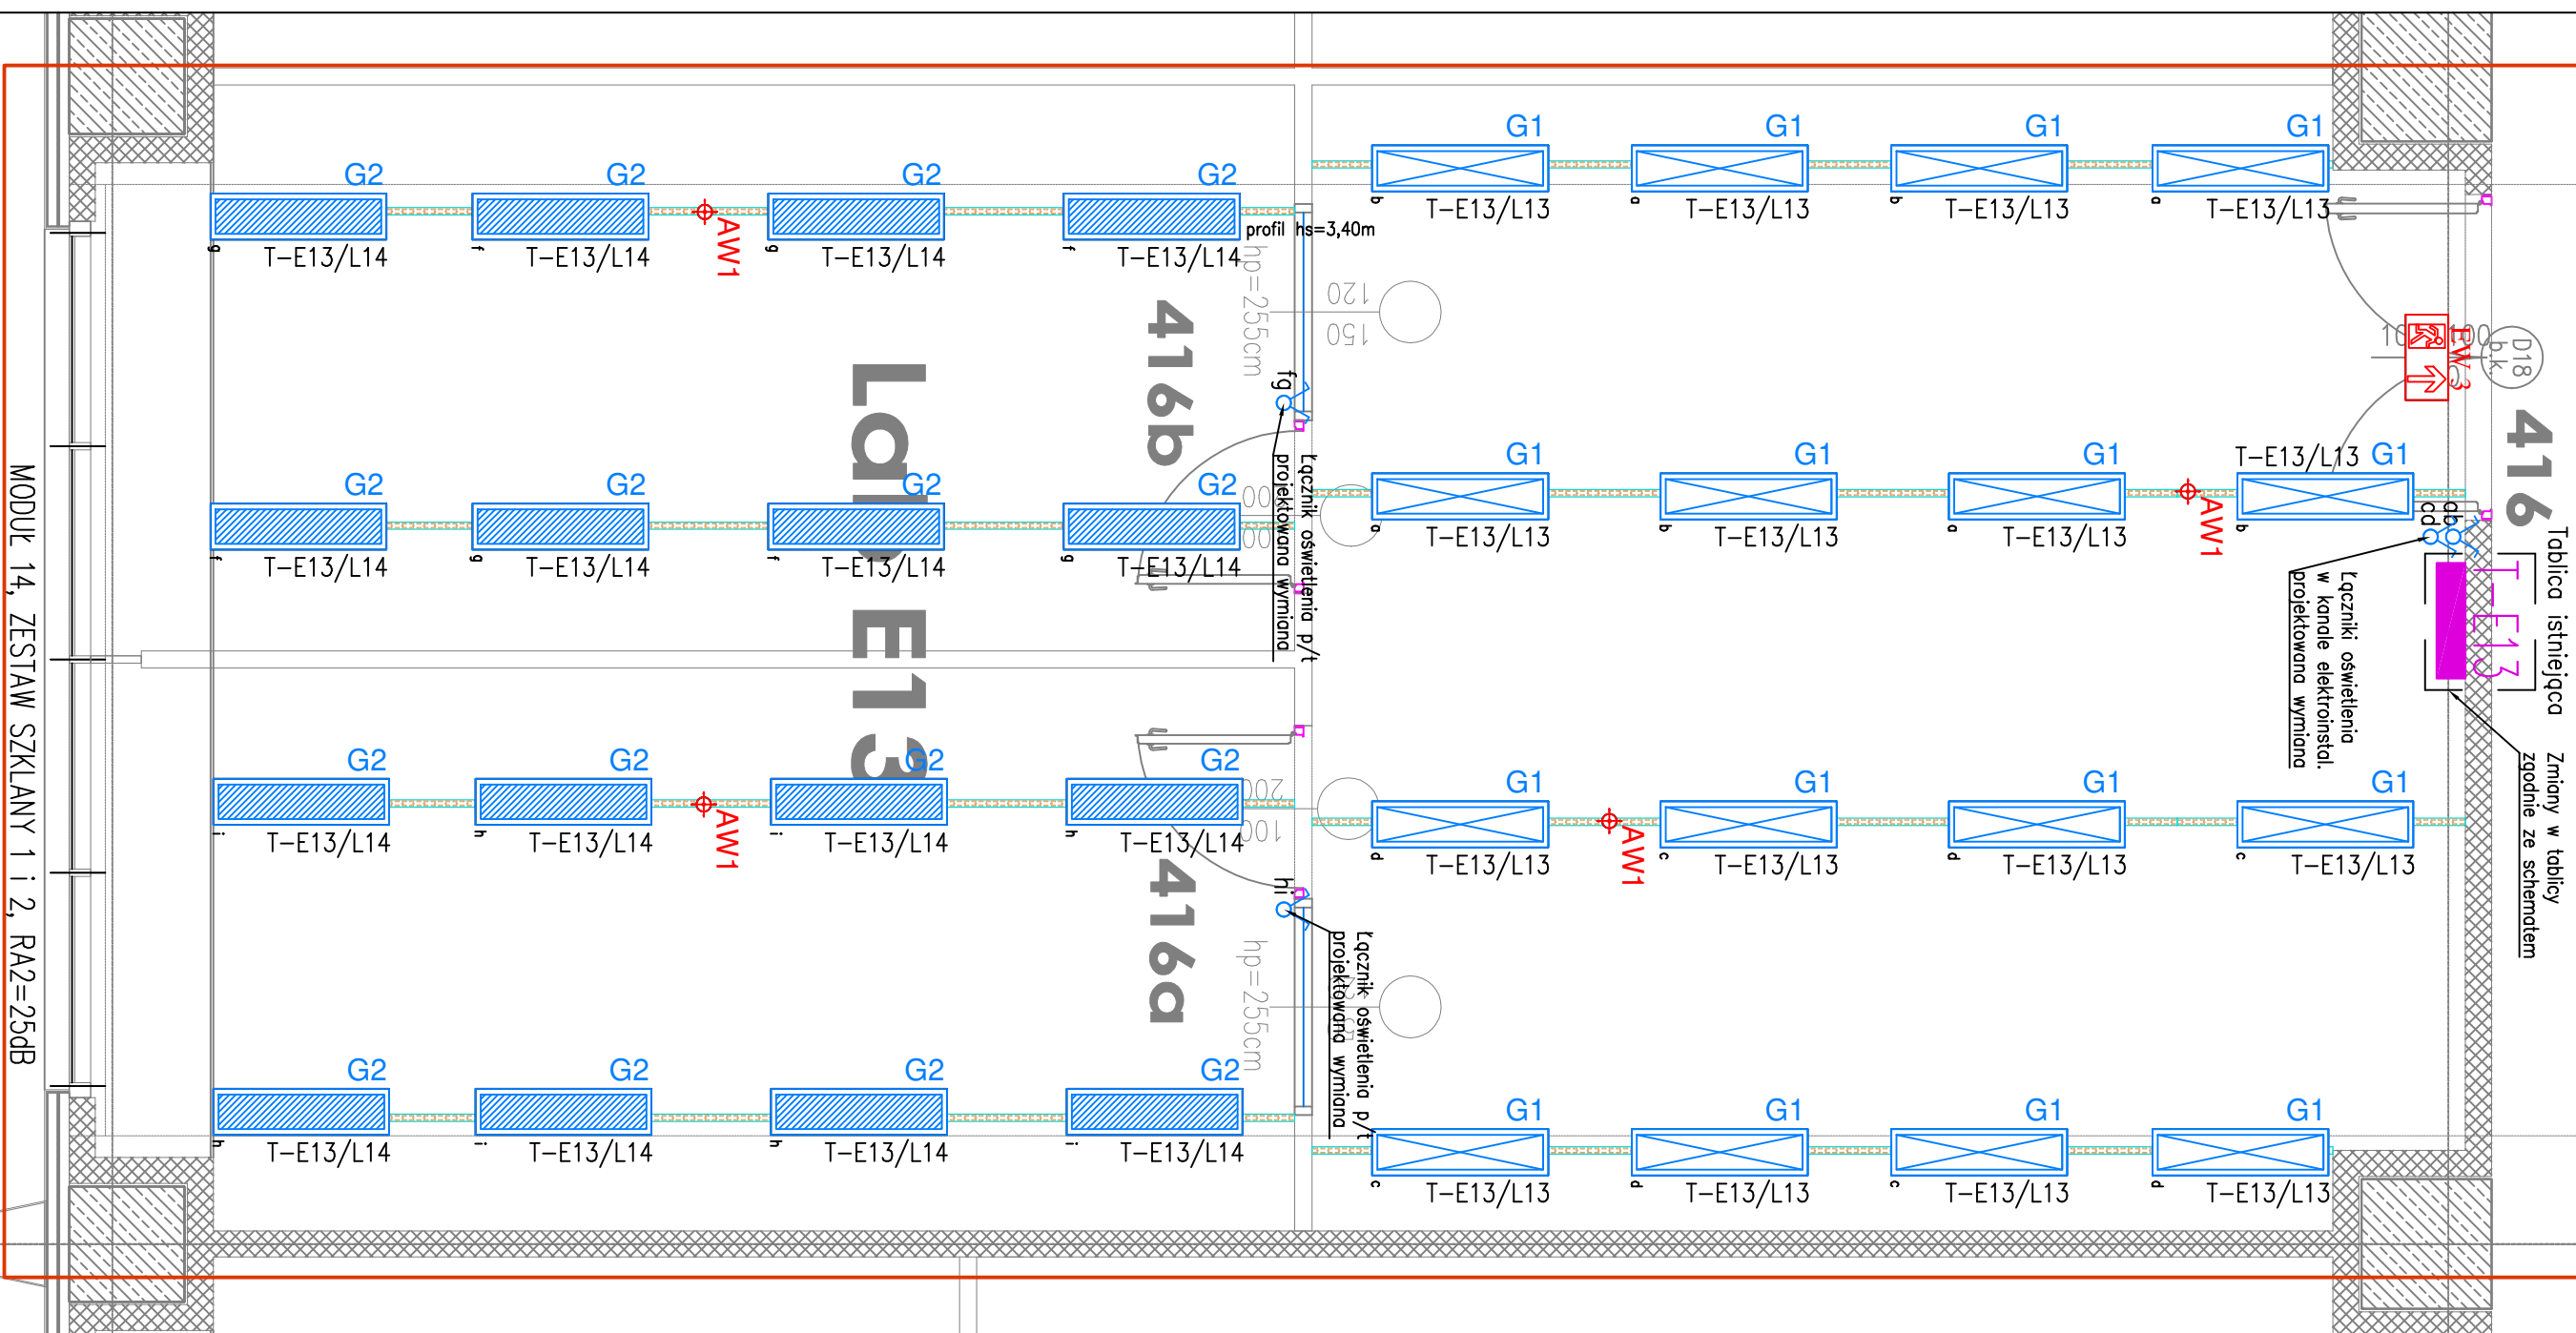 G1 G1 G1 G1
T-E13/L13 T-E13/L13 T-E13/L13 T-E13/L13
b a b a
G2 G2 G2 G2
T-E13/L14 T-E13/L14 T-E13/L14 T-E13/L14
g f g f
AW1
profil hs=3,40m
hp=255cm
120
150
416b
fg
Łącznik oświetlenia p/t
projektowana wymiana
EW 3
D18
b.k.
416
G1 G1 G1 G1
T-E13/L13 T-E13/L13 T-E13/L13 T-E13/L13
a b a b
AW1
ab
cd
Łączniki oświetlenia
w kanale elektroinstal.
projektowana wymiana
T-E13
Tablica istniejąca
Zmiany w tablicy
zgodnie ze schematem
G2 G2 G2 G2
T-E13/L14 T-E13/L14 T-E13/L14 T-E13/L14
f g f g
Lab E13
MODUŁ 14, ZESTAW SZKLANY 1 i 2, RA2=25dB
G2 G2 G2 G2
T-E13/L14 T-E13/L14 T-E13/L14 T-E13/L14
i h i h
AW1
200
100
416a
hi
Łącznik oświetlenia p/t
projektowana wymiana
hp=255cm
G1 G1 G1 G1
T-E13/L13 T-E13/L13 T-E13/L13 T-E13/L13
d c d c
AW1
G2 G2 G2 G2
T-E13/L14 T-E13/L14 T-E13/L14 T-E13/L14
h i h i
G1 G1 G1 G1
T-E13/L13 T-E13/L13 T-E13/L13 T-E13/L13
c d c d